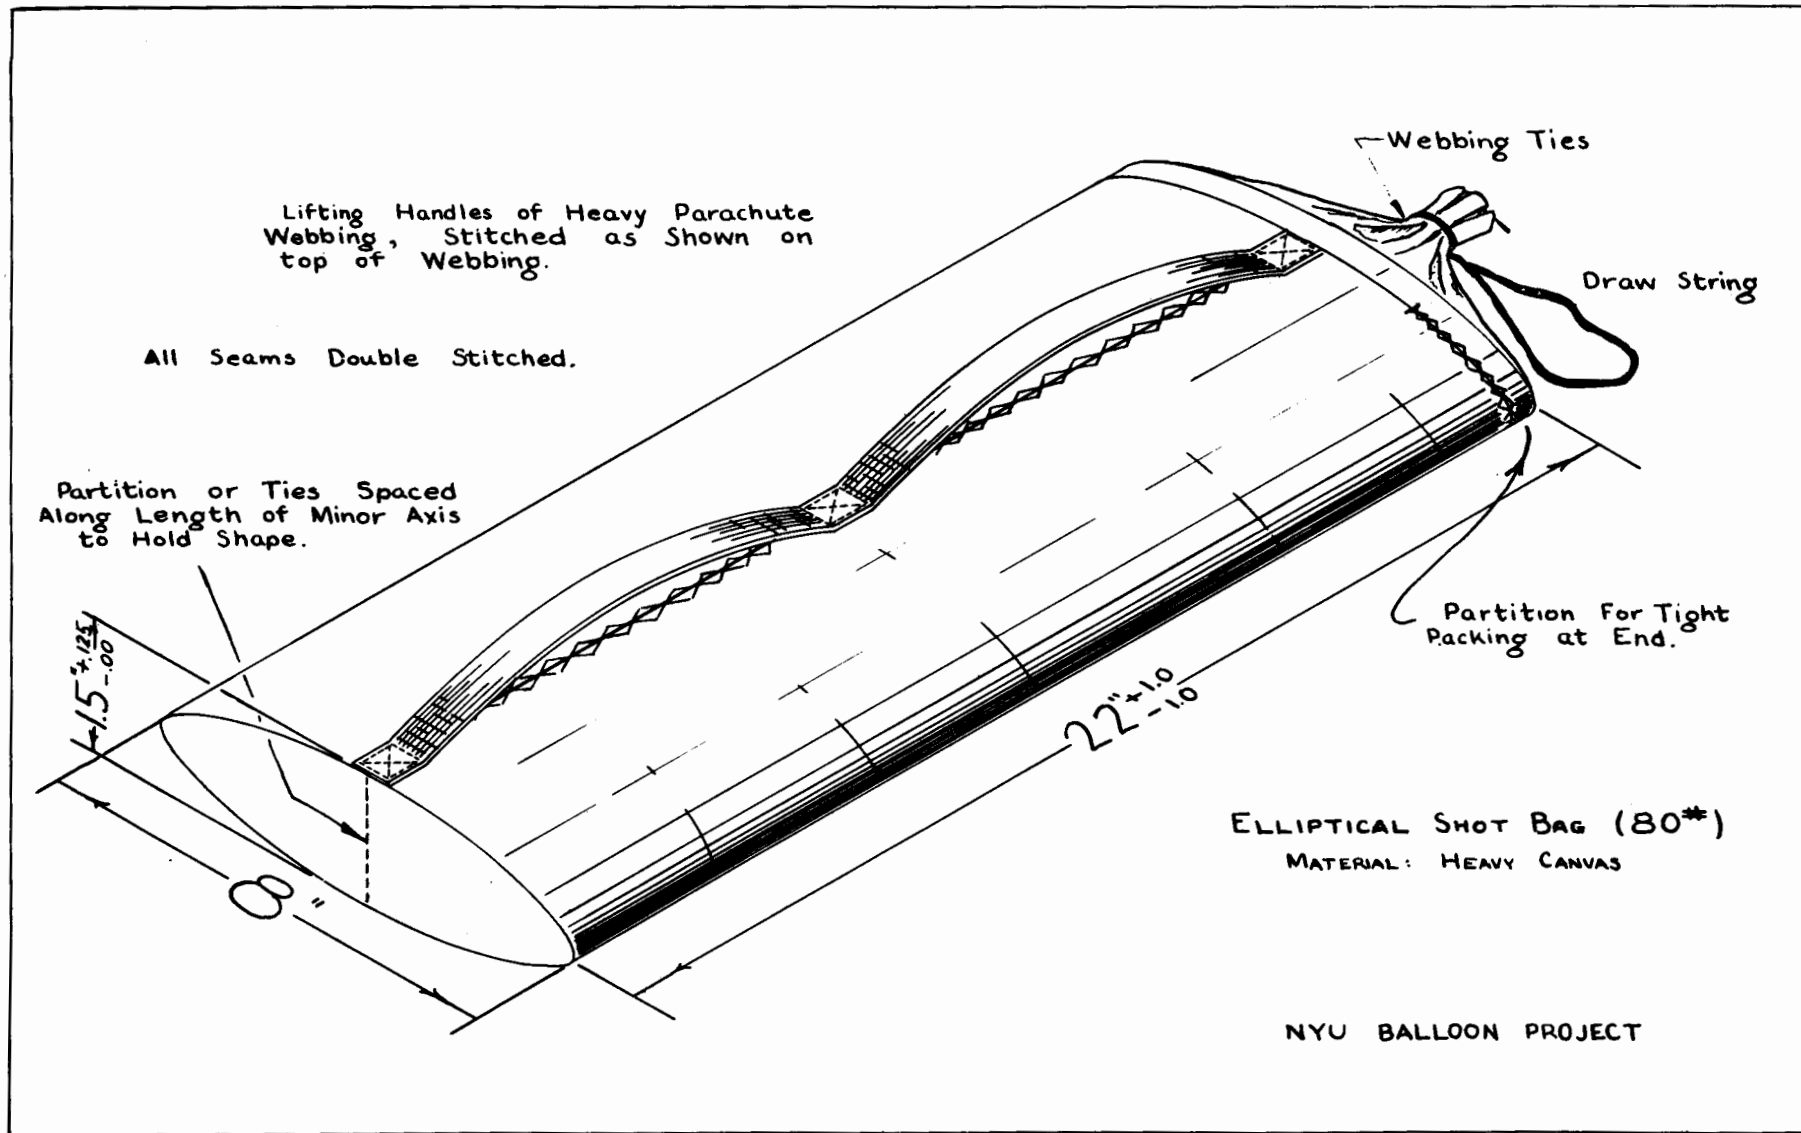 Webbing Ties
Lifting Handles of Heavy Parachute
Webbing, Stitched as Shown on
top of Webbing.
Draw String
All Seams Double Stitched.
Partition or Ties Spaced
Along Length of Minor Axis
to Hold Shape.
1.5" +.125
-.00
Partition For Tight
Packing at End.
22" +1.0
-1.0
8"
ELLIPTICAL SHOT BAG (80#)
MATERIAL: HEAVY CANVAS
NYU BALLOON PROJECT